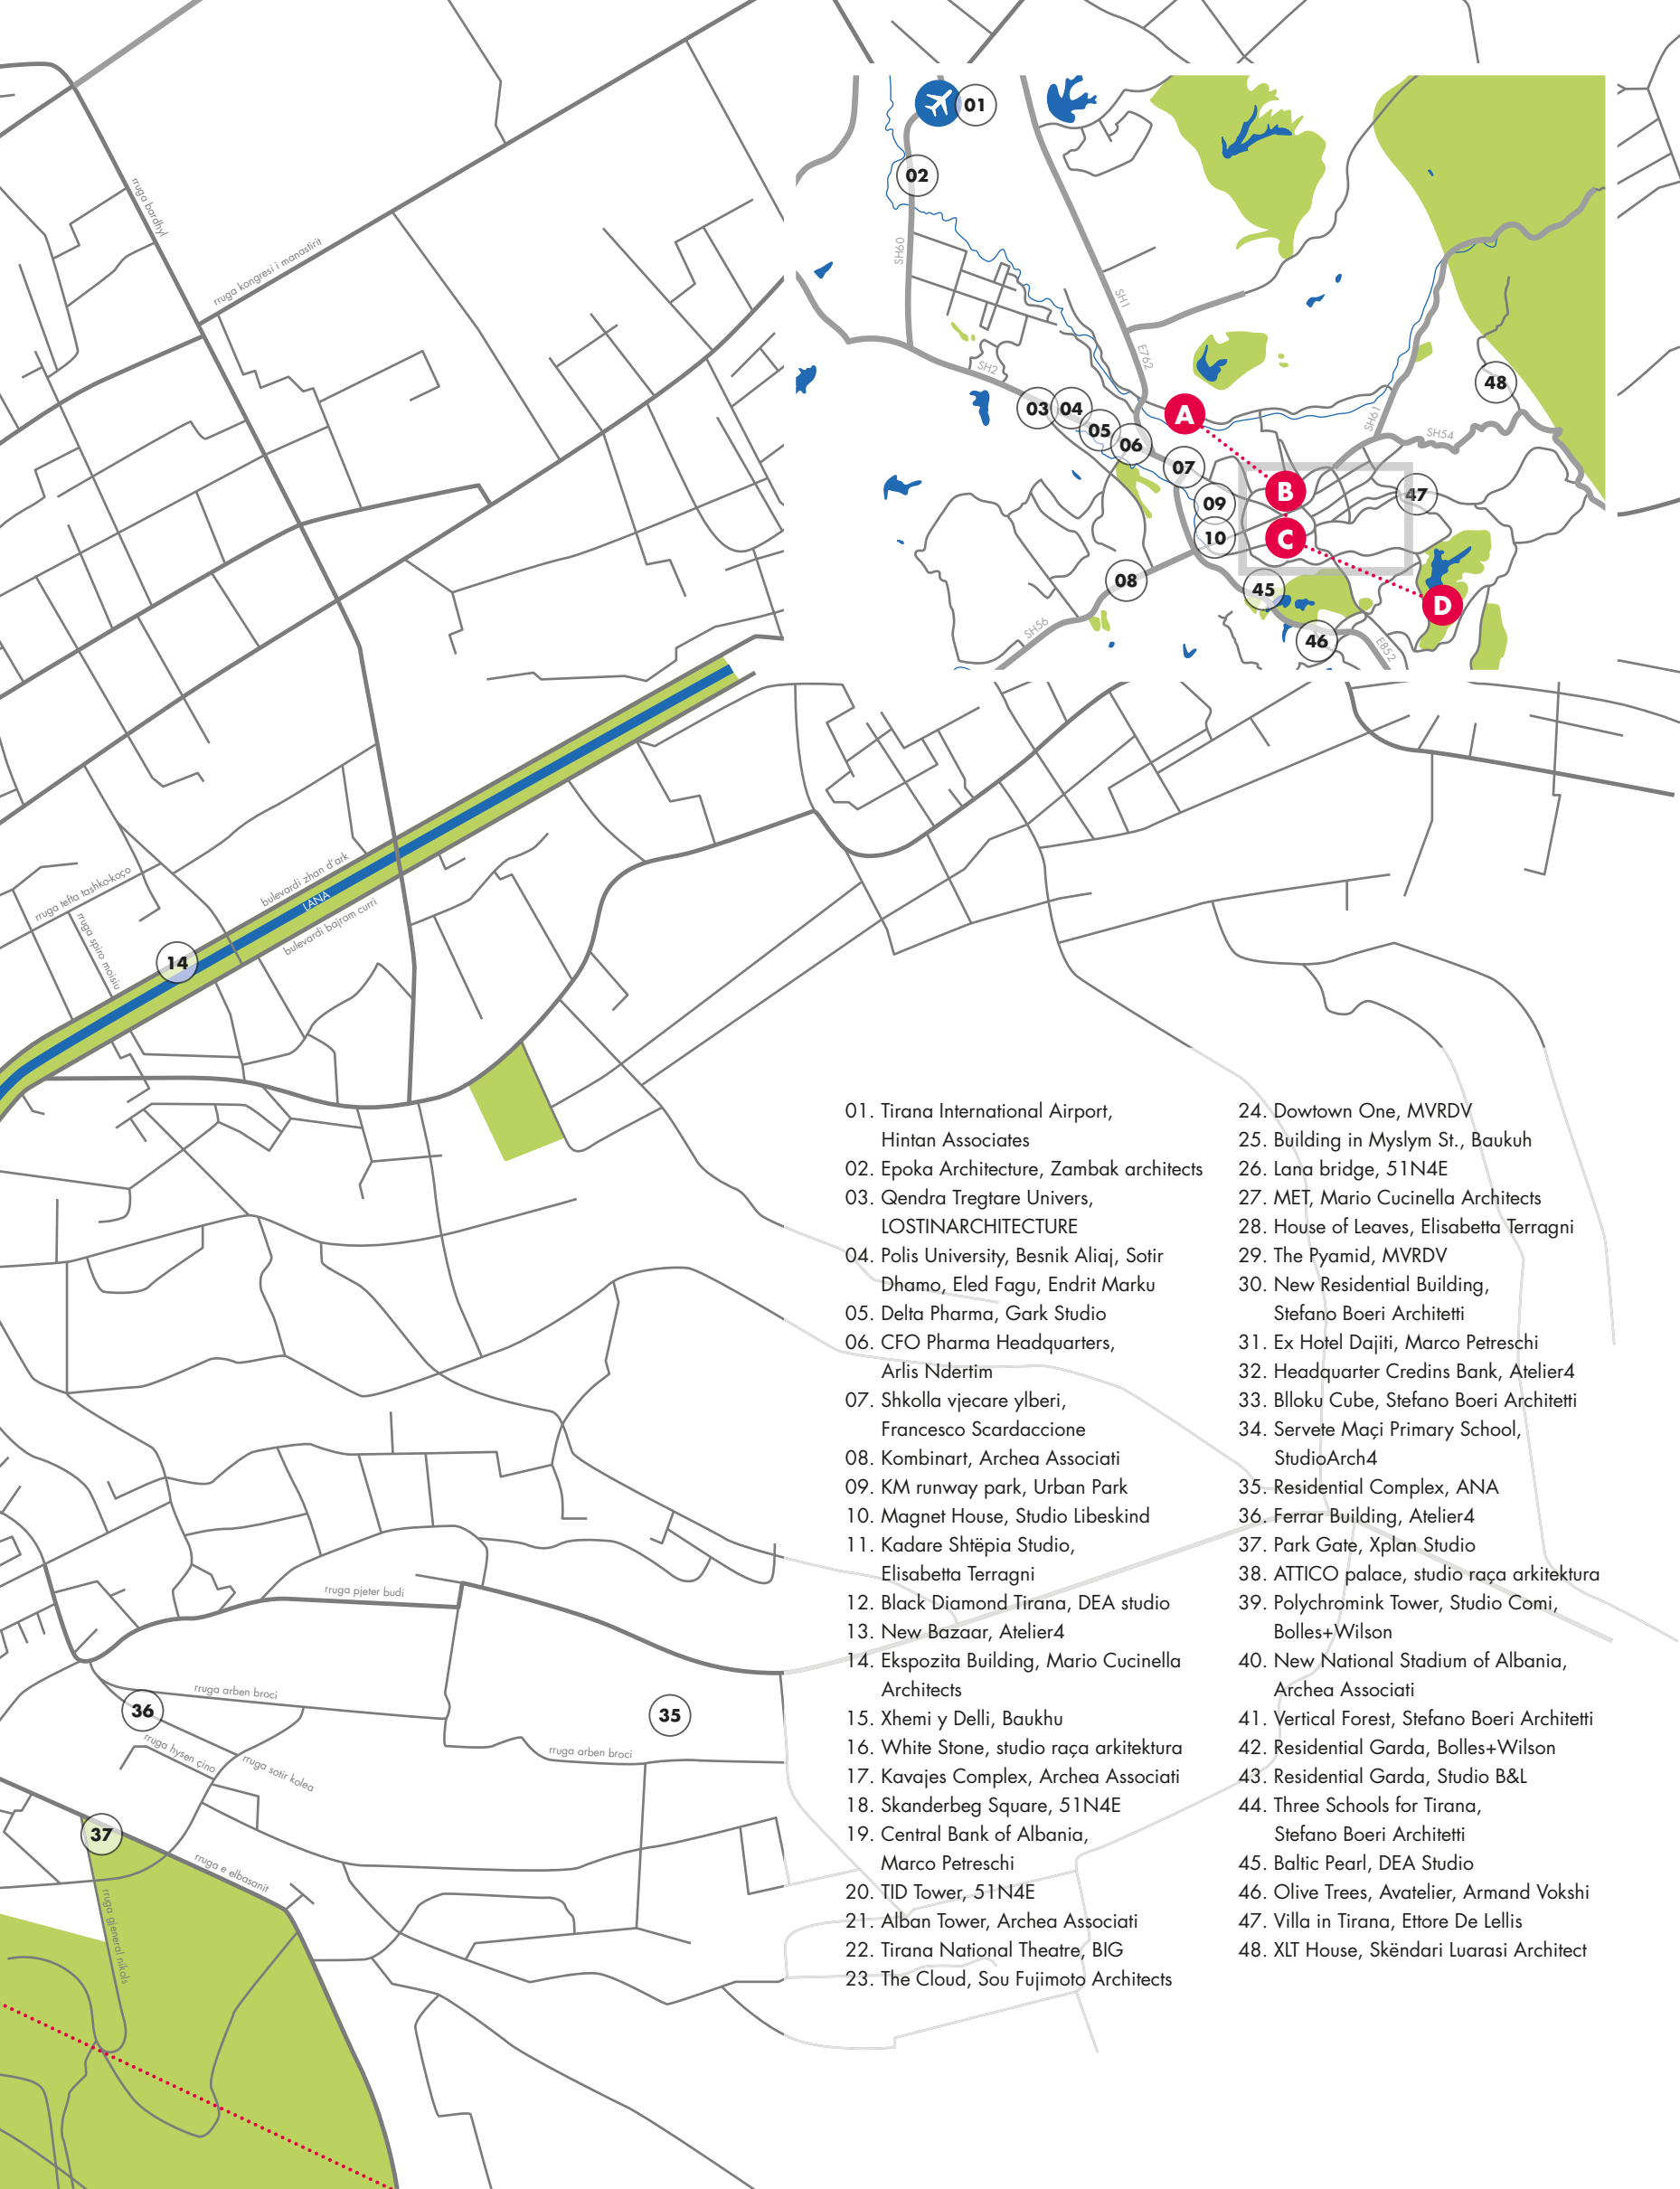 rruga bardhyl
rruga kongresi i manastirit
01
02
SH60
SH1
E762
SH2
03
04
05
06
07
A
B
C
D
09
10
08
SH61
SH54
48
47
45
46
SH56
E852
rruga tefta tashko-koço
rruga spiro moisiu
bulevardi zhan d'ark
LANA
bulevardi bajram curri
14
rruga pjeter budi
rruga arben broci
36
35
rruga arben broci
rruga hysen çino
rruga sotir kolea
37
rruga e elbasanit
rruga gjeneral nikols
01. Tirana International Airport,
Hintan Associates
02. Epoka Architecture, Zambak architects
03. Qendra Tregtare Univers,
LOSTINARCHITECTURE
04. Polis University, Besnik Aliaj, Sotir
Dhamo, Eled Fagu, Endrit Marku
05. Delta Pharma, Gark Studio
06. CFO Pharma Headquarters,
Arlis Ndertim
07. Shkolla vjecare ylberi,
Francesco Scardaccione
08. Kombinart, Archea Associati
09. KM runway park, Urban Park
10. Magnet House, Studio Libeskind
11. Kadare Shtëpia Studio,
Elisabetta Terragni
12. Black Diamond Tirana, DEA studio
13. New Bazaar, Atelier4
14. Ekspozita Building, Mario Cucinella
Architects
15. Xhemi y Delli, Baukhu
16. White Stone, studio raça arkitektura
17. Kavajes Complex, Archea Associati
18. Skanderbeg Square, 51N4E
19. Central Bank of Albania,
Marco Petreschi
20. TID Tower, 51N4E
21. Alban Tower, Archea Associati
22. Tirana National Theatre, BIG
23. The Cloud, Sou Fujimoto Architects
24. Dowtown One, MVRDV
25. Building in Myslym St., Baukuh
26. Lana bridge, 51N4E
27. MET, Mario Cucinella Architects
28. House of Leaves, Elisabetta Terragni
29. The Pyamid, MVRDV
30. New Residential Building,
Stefano Boeri Architetti
31. Ex Hotel Dajiti, Marco Petreschi
32. Headquarter Credins Bank, Atelier4
33. Blloku Cube, Stefano Boeri Architetti
34. Servete Maçi Primary School,
StudioArch4
35. Residential Complex, ANA
36. Ferrar Building, Atelier4
37. Park Gate, Xplan Studio
38. ATTICO palace, studio raça arkitektura
39. Polychromink Tower, Studio Comi,
Bolles+Wilson
40. New National Stadium of Albania,
Archea Associati
41. Vertical Forest, Stefano Boeri Architetti
42. Residential Garda, Bolles+Wilson
43. Residential Garda, Studio B&L
44. Three Schools for Tirana,
Stefano Boeri Architetti
45. Baltic Pearl, DEA Studio
46. Olive Trees, Avatelier, Armand Vokshi
47. Villa in Tirana, Ettore De Lellis
48. XLT House, Skëndari Luarasi Architect